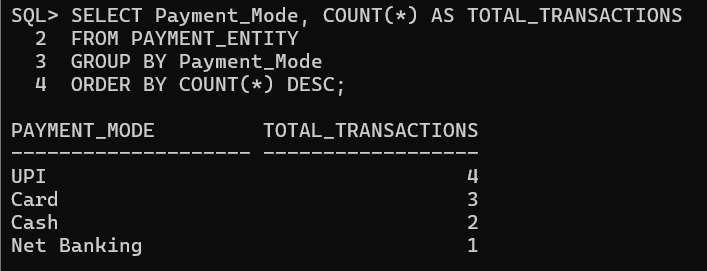 SQL> SELECT Payment_Mode, COUNT(*) AS TOTAL_TRANSACTIONS
  2  FROM PAYMENT_ENTITY
  3  GROUP BY Payment_Mode
  4  ORDER BY COUNT(*) DESC;

PAYMENT_MODE         TOTAL_TRANSACTIONS
-------------------- ------------------
UPI                                   4
Card                                  3
Cash                                  2
Net Banking                           1